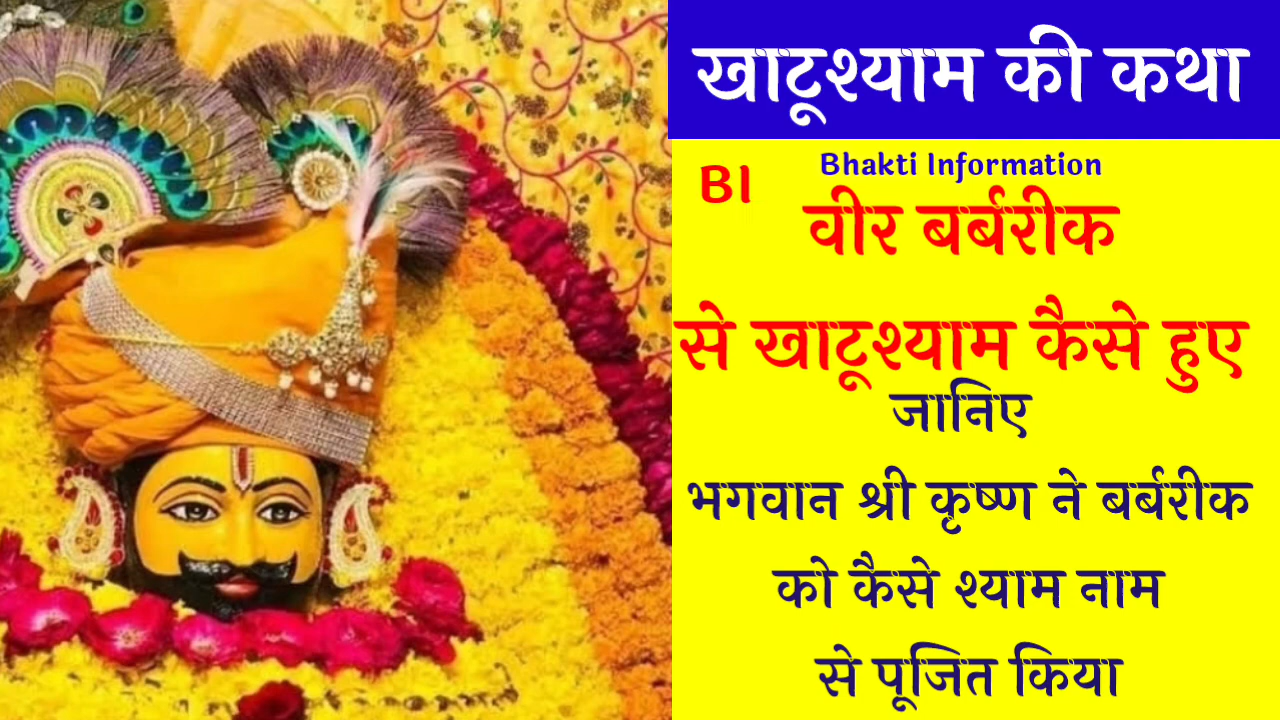 खाटूश्याम की कथा
Bhakti Information
BI
वीर बर्बरीक
से खाटूश्याम कैसे हुए
जानिए
भगवान श्री कृष्ण ने बर्बरीक
को कैसे श्याम नाम
से पूजित किया